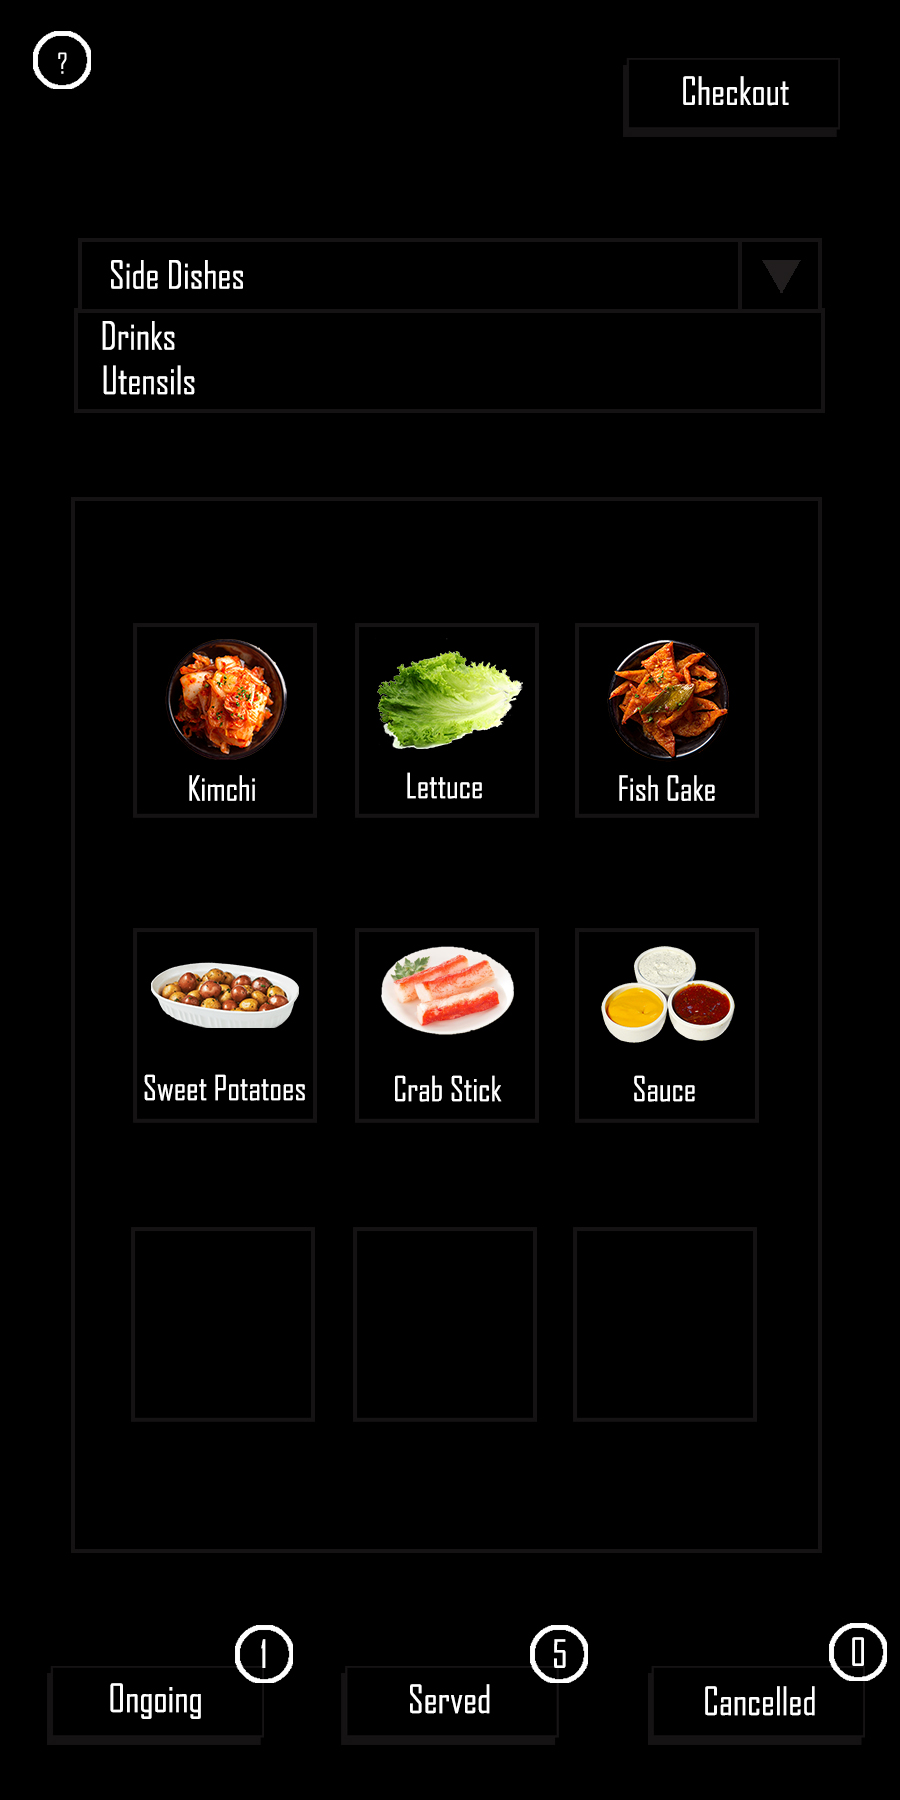 ?
Checkout
Side Dishes
Drinks
Utensils
Kimchi
Lettuce
Fish Cake
Sweet Potatoes
Crab Stick
Sauce
1
5
0
Ongoing
Served
Cancelled